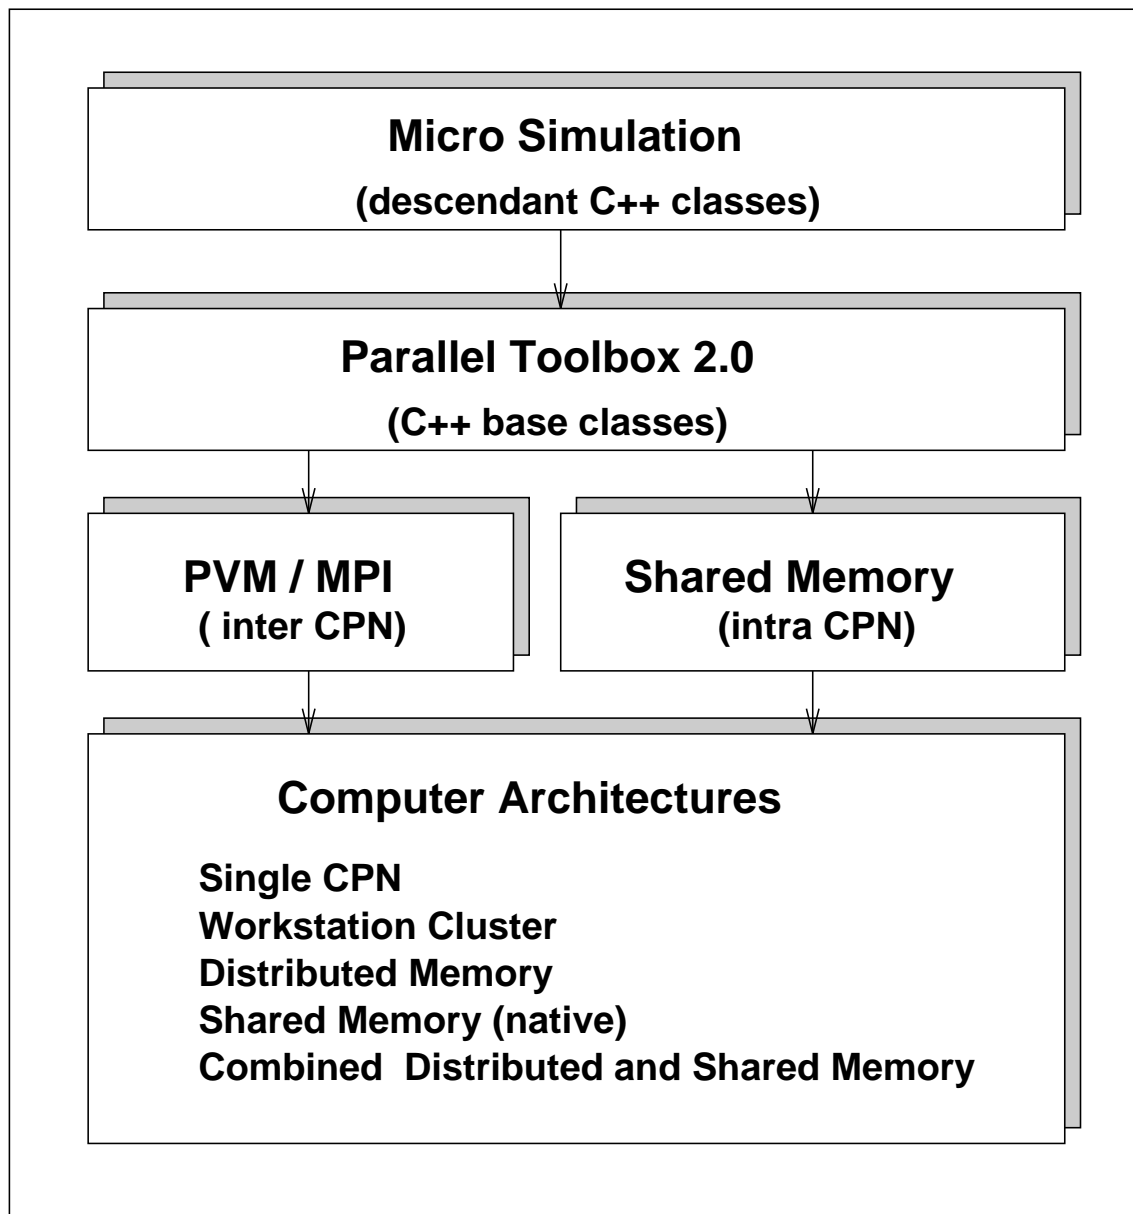 Micro Simulation
(descendant C++ classes)
Parallel Toolbox 2.0
(C++ base classes)
PVM / MPI
( inter CPN)
Shared Memory
(intra CPN)
Computer Architectures
Single CPN
Workstation Cluster
Distributed Memory
Shared Memory (native)
Combined  Distributed and Shared Memory